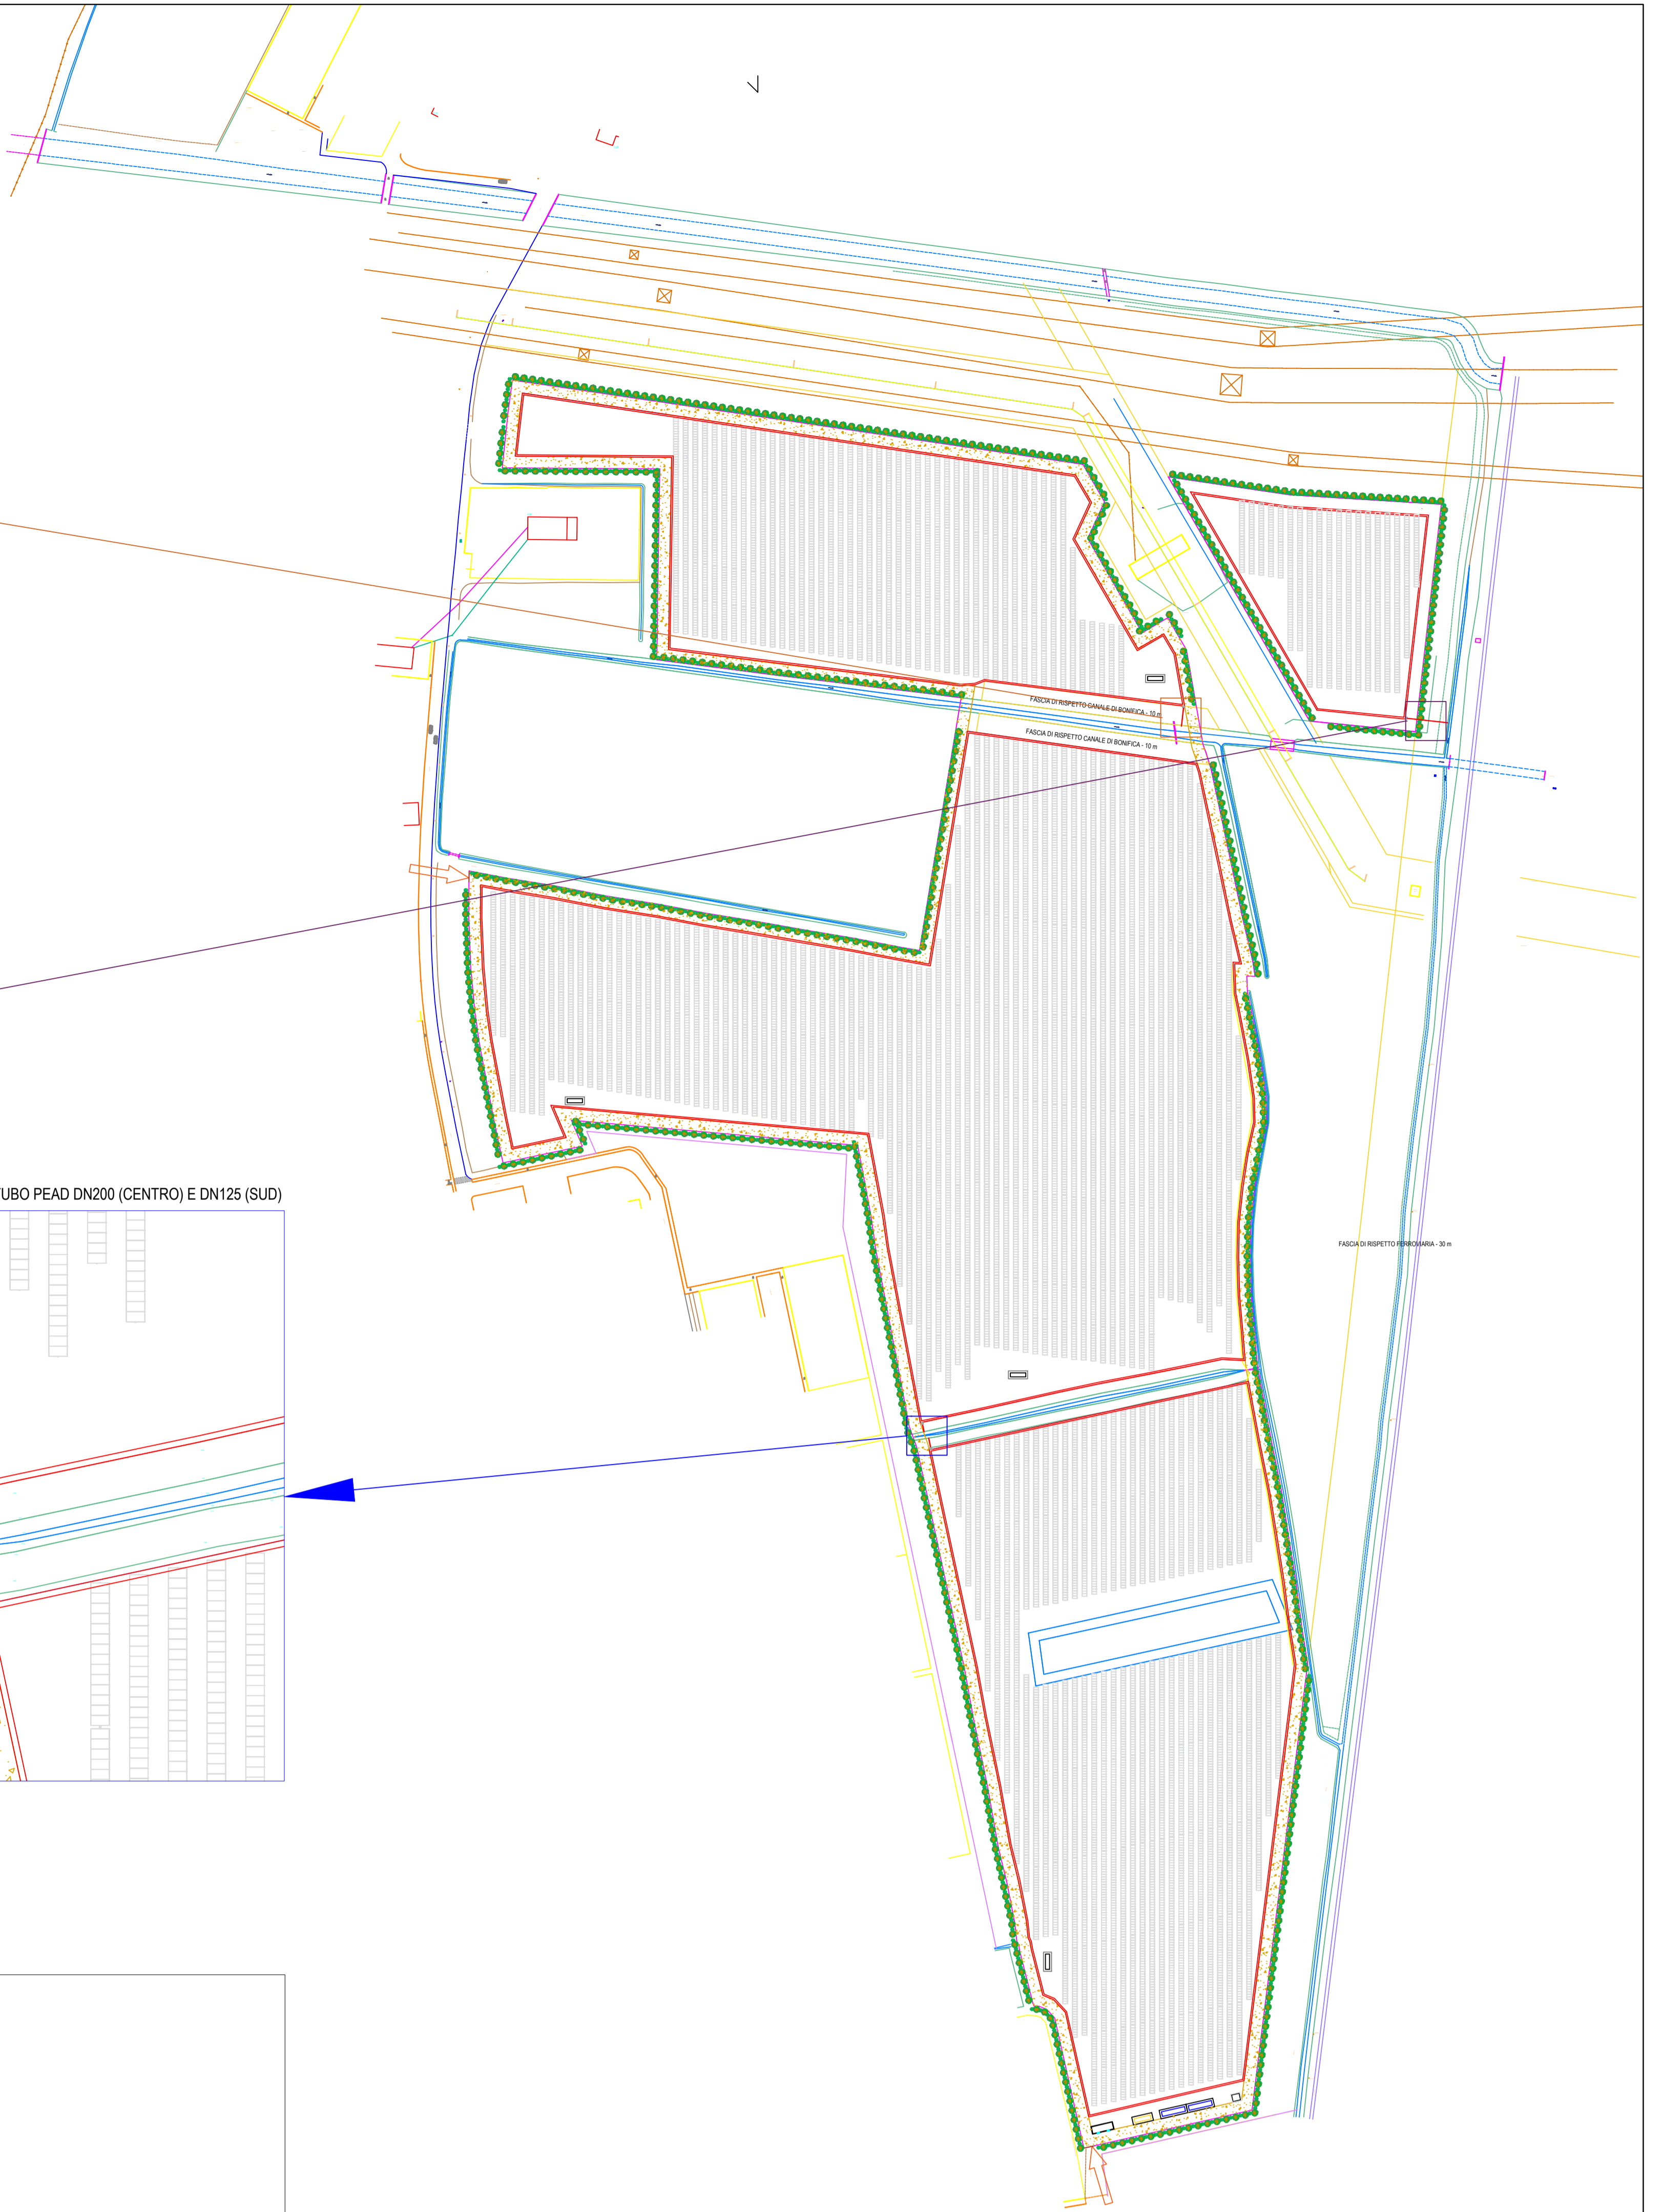 FASCIA DI RISPETTO CANALE DI BONIFICA - 10 m
FASCIA DI RISPETTO CANALE DI BONIFICA - 10 m
UBO PEAD DN200 (CENTRO) E DN125 (SUD)
FASCIA DI RISPETTO FERROVIARIA - 30 m